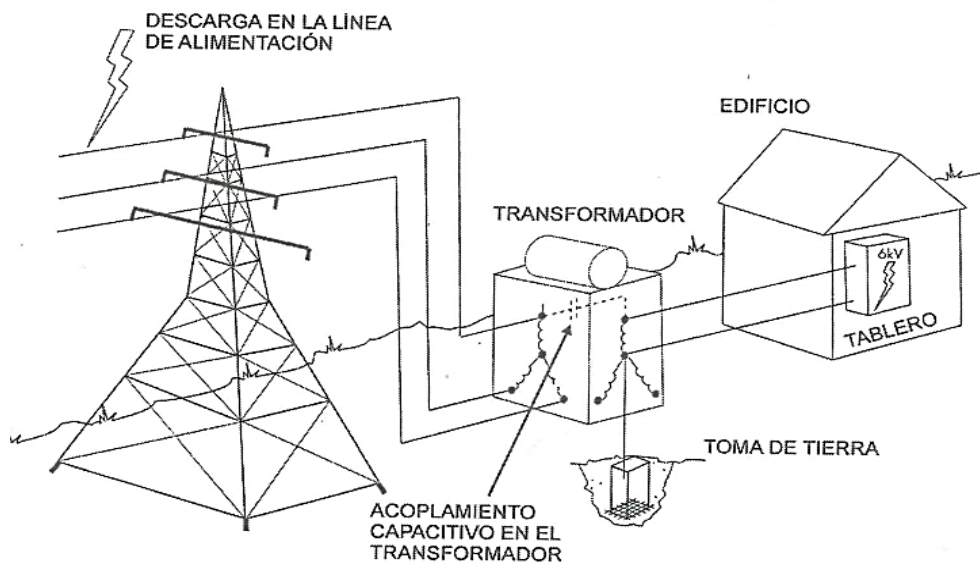 DESCARGA EN LA LÍNEA
DE ALIMENTACIÓN
EDIFICIO
TRANSFORMADOR
6kV
TABLERO
TOMA DE TIERRA
ACOPLAMIENTO
CAPACITIVO EN EL
TRANSFORMADOR